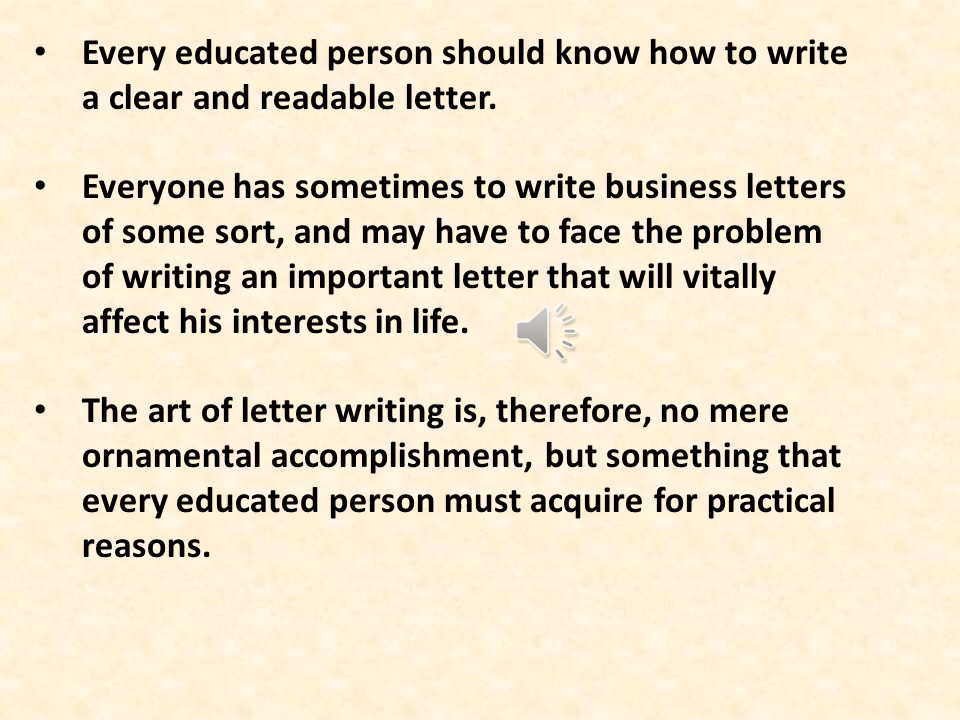 • Every educated person should know how to write
a clear and readable letter.
• Everyone has sometimes to write business letters
of some sort, and may have to face the problem
of writing an important letter that will vitally
affect his interests in life.
• The art of letter writing is, therefore, no mere
ornamental accomplishment, but something that
every educated person must acquire for practical
reasons.